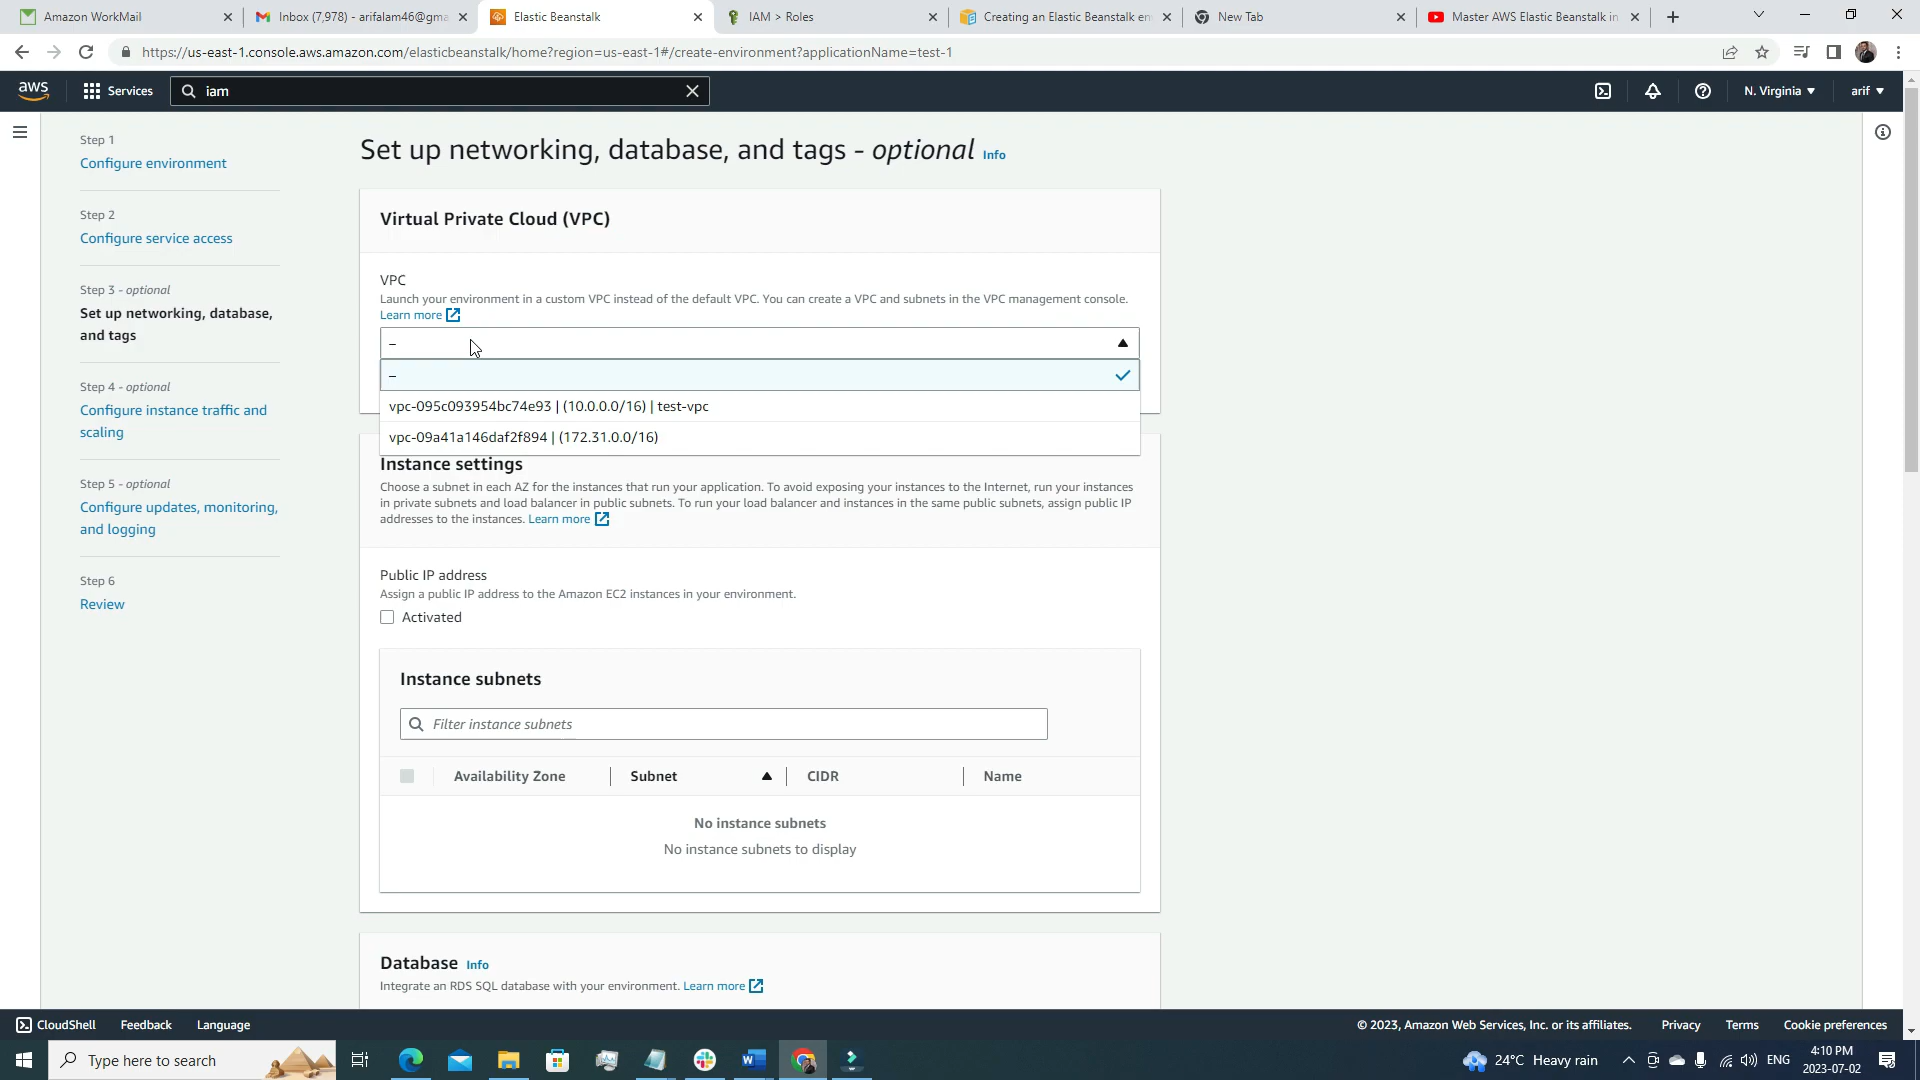 Amazon WorkMail
Inbox (7,978) - arifalam46@gma
Elastic Beanstalk
IAM > Roles
Creating an Elastic Beanstalk en
New Tab
Master AWS Elastic Beanstalk in
https://us-east-1.console.aws.amazon.com/elasticbeanstalk/home?region=us-east-1#/create-environment?applicationName=test-1
aws
Services
iam
N. Virginia
arif
Step 1
Configure environment
Step 2
Configure service access
Step 3 - optional
Set up networking, database,
and tags
Step 4 - optional
Configure instance traffic and
scaling
Step 5 - optional
Configure updates, monitoring,
and logging
Step 6
Review
Set up networking, database, and tags - optional Info
Virtual Private Cloud (VPC)
VPC
Launch your environment in a custom VPC instead of the default VPC. You can create a VPC and subnets in the VPC management console.
Learn more
–
–
vpc-095c093954bc74e93 | (10.0.0.0/16) | test-vpc
vpc-09a41a146daf2f894 | (172.31.0.0/16)
Instance settings
Choose a subnet in each AZ for the instances that run your application. To avoid exposing your instances to the Internet, run your instances
in private subnets and load balancer in public subnets. To run your load balancer and instances in the same public subnets, assign public IP
addresses to the instances. Learn more
Public IP address
Assign a public IP address to the Amazon EC2 instances in your environment.
Activated
Instance subnets
Filter instance subnets
Availability Zone
Subnet
CIDR
Name
No instance subnets
No instance subnets to display
Database Info
Integrate an RDS SQL database with your environment. Learn more
CloudShell
Feedback
Language
© 2023, Amazon Web Services, Inc. or its affiliates.
Privacy
Terms
Cookie preferences
Type here to search
24°C Heavy rain
ENG
4:10 PM
2023-07-02